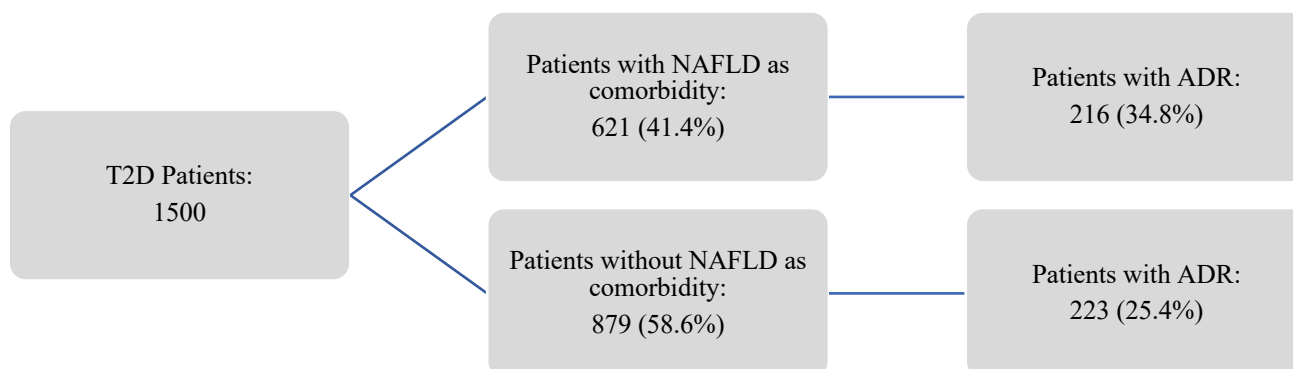 T2D Patients:
1500
Patients with NAFLD as
comorbidity:
621 (41.4%)
Patients with ADR:
216 (34.8%)
Patients without NAFLD as
comorbidity:
879 (58.6%)
Patients with ADR:
223 (25.4%)